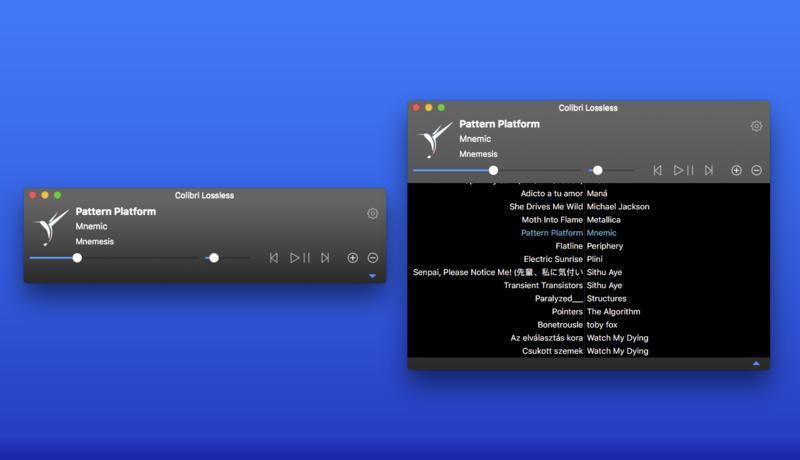 Colibri Lossless
Pattern Platform
Mnemic
Mnemesis
Colibri Lossless
Pattern Platform
Mnemic
Mnemesis
Adicto a tu amor Maná
She Drives Me Wild Michael Jackson
Moth Into Flame Metallica
Pattern Platform Mnemic
Flatline Periphery
Electric Sunrise Plini
Senpai, Please Notice Me! (先輩、私に気付い Sithu Aye
Transient Transistors Sithu Aye
Paralyzed__ Structures
Pointers The Algorithm
Bonetrousle toby fox
Az elválasztás kora Watch My Dying
Csukott szemek Watch My Dying